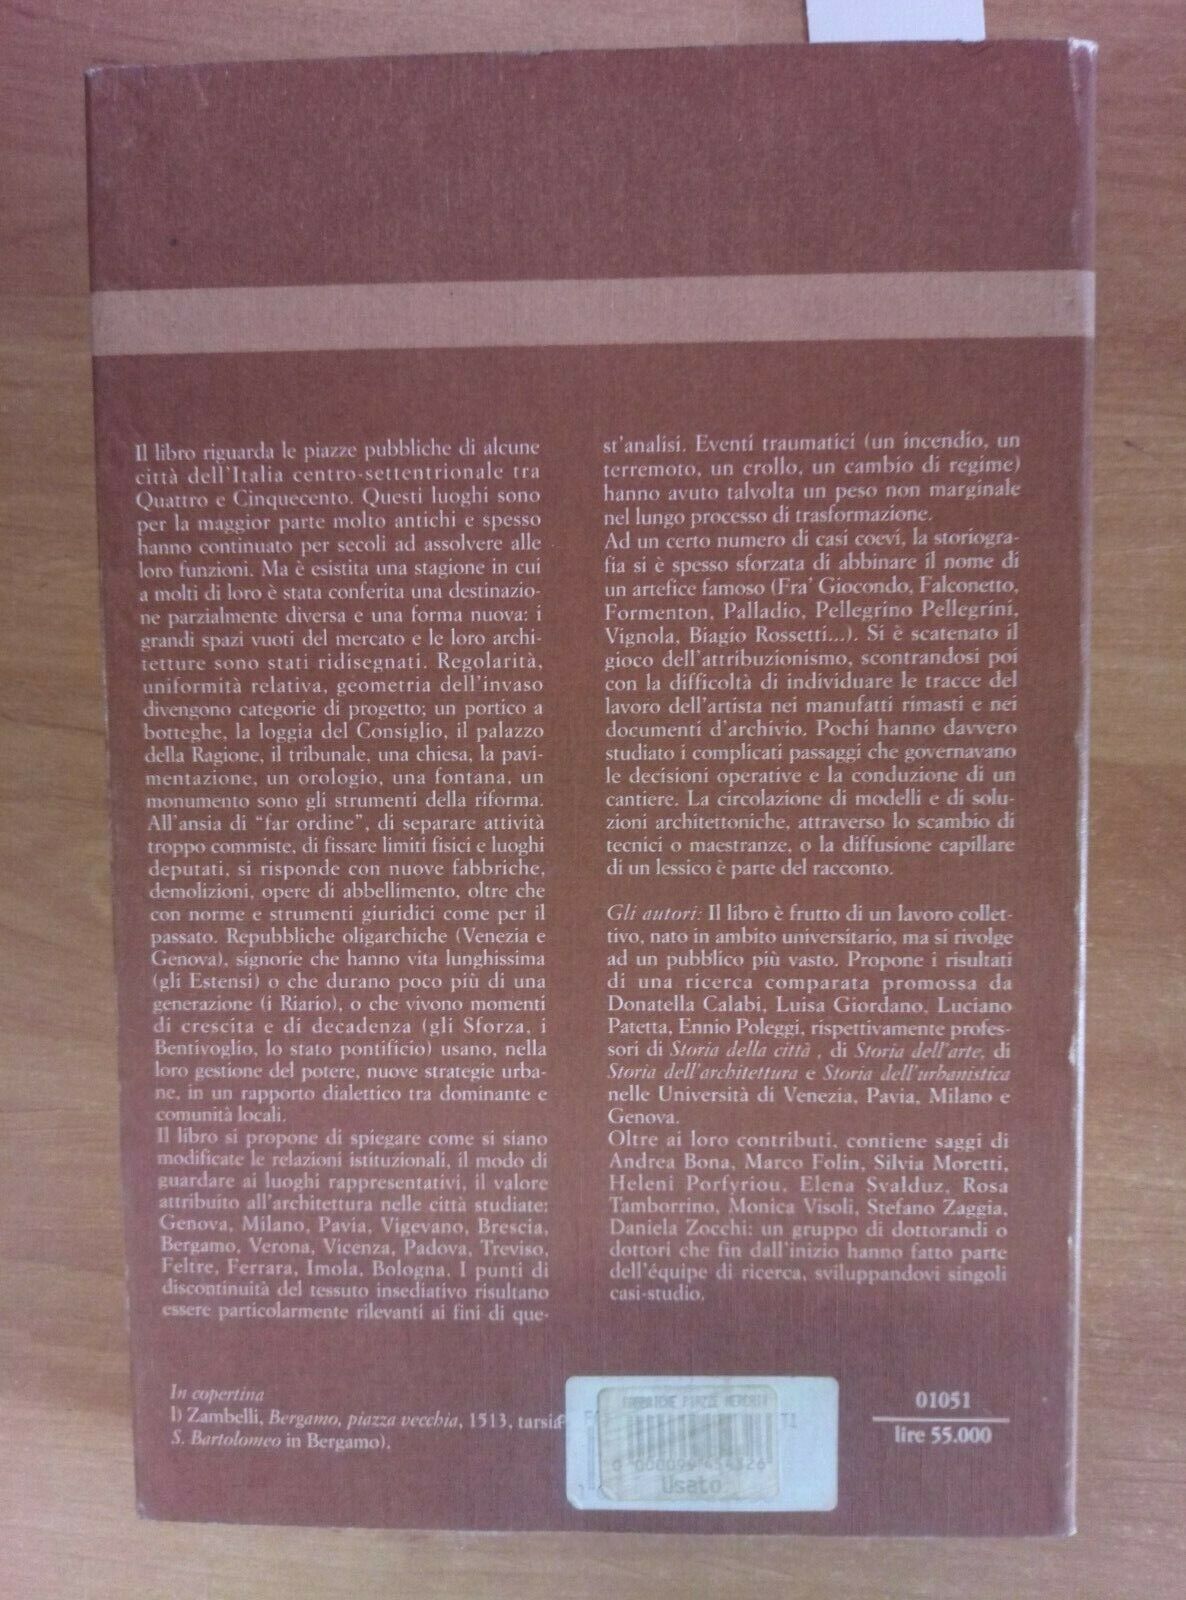 Il libro riguarda le piazze pubbliche di alcune
città dell'Italia centro-settentrionale tra
Quattro e Cinquecento. Questi luoghi sono
per la maggior parte molto antichi e spesso
hanno continuato per secoli ad assolvere alle
loro funzioni. Ma è esistita una stagione in cui
a molti di loro è stata conferita una destinazio-
ne parzialmente diversa e una forma nuova: i
grandi spazi vuoti del mercato e le loro archi-
tetture sono stati ridisegnati. Regolarità,
uniformità relativa, geometria dell'invaso
divengono categorie di progetto; un portico a
botteghe, la loggia del Consiglio, il palazzo
della Ragione, il tribunale, una chiesa, la pavi-
mentazione, un orologio, una fontana, un
monumento sono gli strumenti della riforma.
All'ansia di "far ordine", di separare attività
troppo commiste, di fissare limiti fisici e luoghi
deputati, si risponde con nuove fabbriche,
demolizioni, opere di abbellimento, oltre che
con norme e strumenti giuridici come per il
passato. Repubbliche oligarchiche (Venezia e
Genova), signorie che hanno vita lunghissima
(gli Estensi) o che durano poco più di una
generazione (i Riario), o che vivono momenti
di crescita e di decadenza (gli Sforza, i
Bentivoglio, lo stato pontificio) usano, nella
loro gestione del potere, nuove strategie urba-
ne, in un rapporto dialettico tra dominante e
comunità locali.
Il libro si propone di spiegare come si siano
modificate le relazioni istituzionali, il modo di
guardare ai luoghi rappresentativi, il valore
attribuito all'architettura nelle città studiate:
Genova, Milano, Pavia, Vigevano, Brescia,
Bergamo, Verona, Vicenza, Padova, Treviso,
Feltre, Ferrara, Imola, Bologna. I punti di
discontinuità del tessuto insediativo risultano
essere particolarmente rilevanti ai fini di que-
st'analisi. Eventi traumatici (un incendio, un
terremoto, un crollo, un cambio di regime)
hanno avuto talvolta un peso non marginale
nel lungo processo di trasformazione.
Ad un certo numero di casi coevi, la storiogra-
fia si è spesso sforzata di abbinare il nome di
un artefice famoso (Fra' Giocondo, Falconetto,
Formenton, Palladio, Pellegrino Pellegrini,
Vignola, Biagio Rossetti...). Si è scatenato il
gioco dell'attribuzionismo, scontrandosi poi
con la difficoltà di individuare le tracce del
lavoro dell'artista nei manufatti rimasti e nei
documenti d'archivio. Pochi hanno davvero
studiato i complicati passaggi che governavano
le decisioni operative e la conduzione di un
cantiere. La circolazione di modelli e di solu-
zioni architettoniche, attraverso lo scambio di
tecnici o maestranze, o la diffusione capillare
di un lessico è parte del racconto.
Gli autori: Il libro è frutto di un lavoro collet-
tivo, nato in ambito universitario, ma si rivolge
ad un pubblico più vasto. Propone i risultati
di una ricerca comparata promossa da
Donatella Calabi, Luisa Giordano, Luciano
Patetta, Ennio Poleggi, rispettivamente profes-
sori di Storia della città , di Storia dell'arte, di
Storia dell'architettura e Storia dell'urbanistica
nelle Università di Venezia, Pavia, Milano e
Genova.
Oltre ai loro contributi, contiene saggi di
Andrea Bona, Marco Folin, Silvia Moretti,
Heleni Porfyriou, Elena Svalduz, Rosa
Tamborrino, Monica Visoli, Stefano Zaggia,
Daniela Zocchi: un gruppo di dottorandi o
dottori che fin dall'inizio hanno fatto parte
dell'équipe di ricerca, sviluppandovi singoli
casi-studio.
In copertina
I) Zambelli, Bergamo, piazza vecchia, 1513, tarsia
S. Bartolomeo in Bergamo).
FABBRICHE PIAZZE MERCATI
TI
Usato
01051
lire 55.000